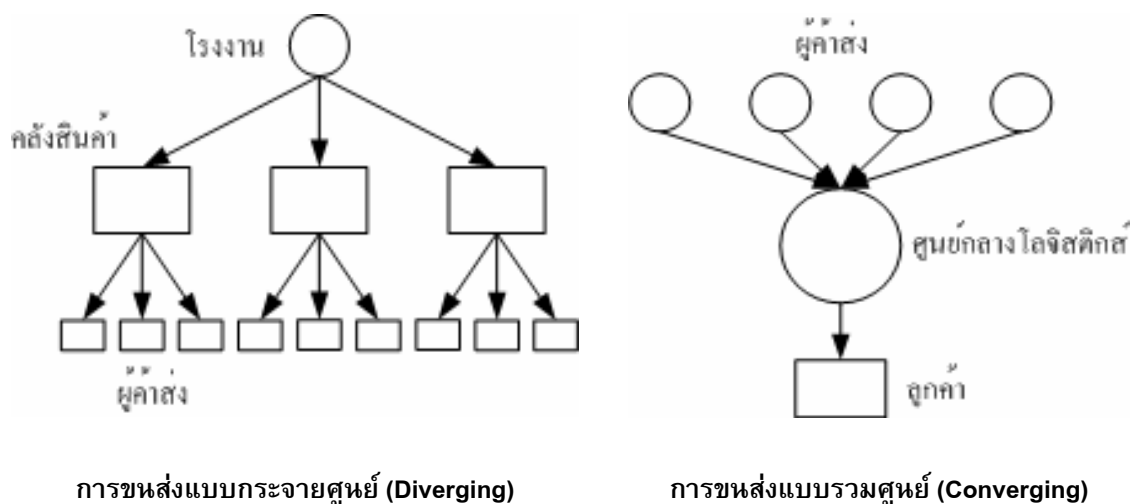 โรงงาน
คลังสินค้า
ผู้ค้าส่ง
การขนส่งแบบกระจายศูนย์ (Diverging)
ผู้ค้าส่ง
ศูนย์กลางโลจิสติกส์
ลูกค้า
การขนส่งแบบรวมศูนย์ (Converging)